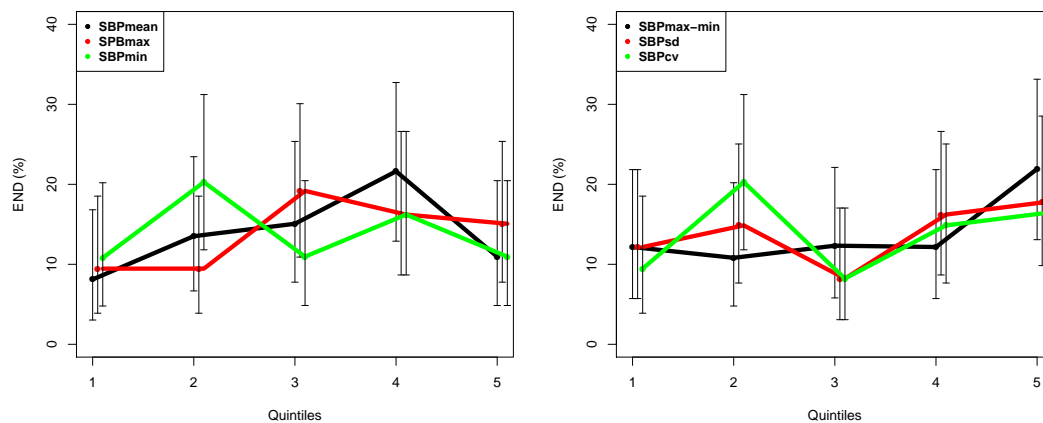 SBPmean
SPBmax
SBPmin
END (%)
40
30
20
10
0
1 2 3 4 5
Quintiles
SBPmax−min
SBPsd
SBPcv
END (%)
40
30
20
10
0
1 2 3 4 5
Quintiles